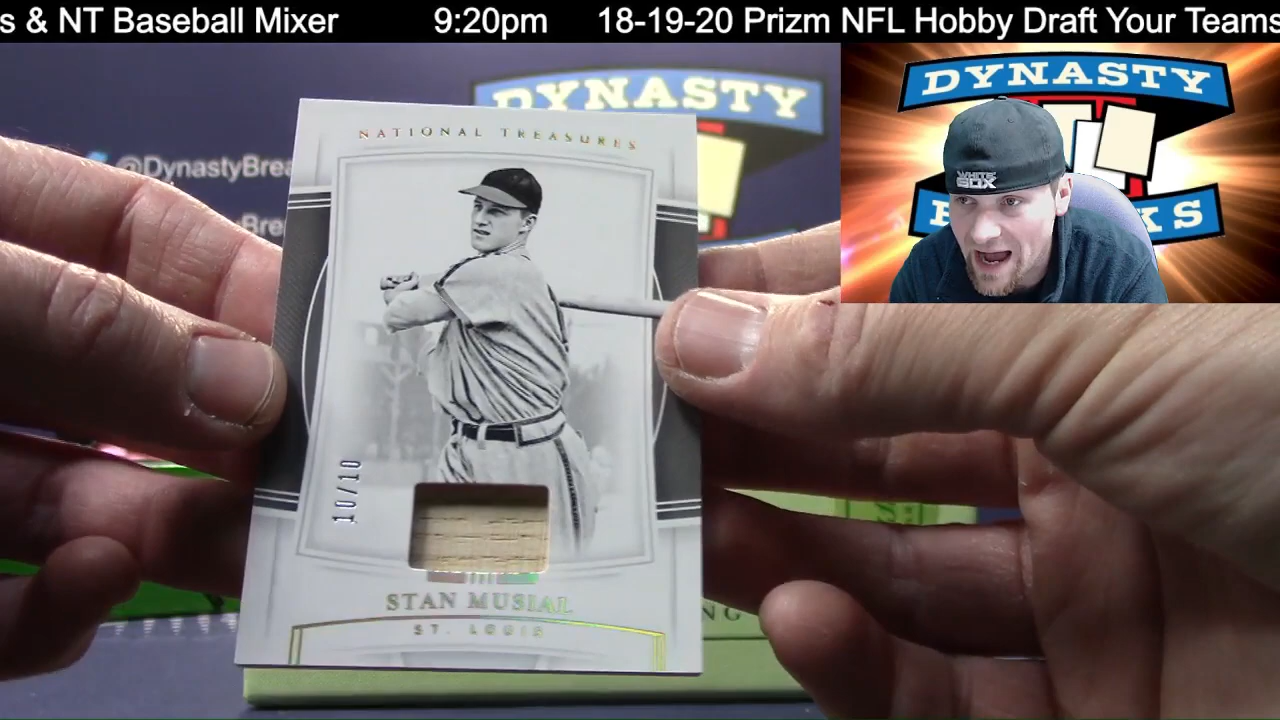 s & NT Baseball Mixer 9:20pm 18-19-20 Prizm NFL Hobby Draft Your Teams
DYNASTY
WHITE
SOX
DYNASTY
@DynastyBrea
NATIONAL TREASURES
10/10
STAN MUSIAL
ST. LOUIS